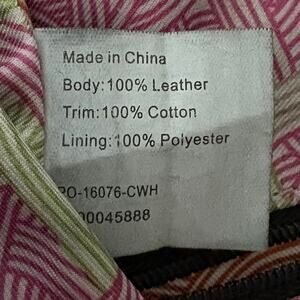 Made in China
Body:100% Leather
Trim:100% Cotton
Lining:100% Polyester
PO-16076-CWH
00045888